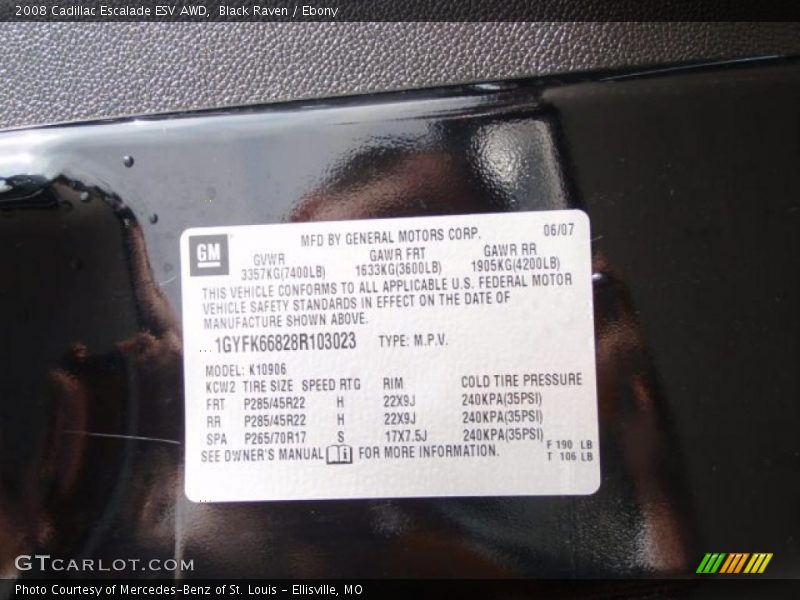 2008 Cadillac Escalade ESV AWD, Black Raven / Ebony
GM
MFD BY GENERAL MOTORS CORP. 06/07
GVWR GAWR FRT GAWR RR
3357KG(7400LB) 1633KG(3600LB) 1905KG(4200LB)
THIS VEHICLE CONFORMS TO ALL APPLICABLE U.S. FEDERAL MOTOR
VEHICLE SAFETY STANDARDS IN EFFECT ON THE DATE OF
MANUFACTURE SHOWN ABOVE.
1GYFK66828R103023 TYPE: M.P.V.
MODEL: K10906
KCW2 TIRE SIZE SPEED RTG RIM COLD TIRE PRESSURE
FRT P285/45R22 H 22X9J 240KPA(35PSI)
RR P285/45R22 H 22X9J 240KPA(35PSI)
SPA P265/70R17 S 17X7.5J 240KPA(35PSI)
SEE OWNER'S MANUAL i FOR MORE INFORMATION.
F 190 LB
T 106 LB
GTCARLOT.COM
Photo Courtesy of Mercedes-Benz of St. Louis - Ellisville, MO